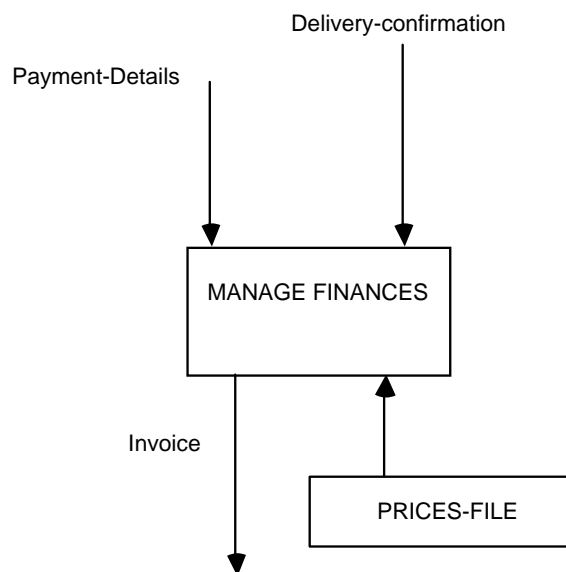 Delivery-confirmation
Payment-Details
MANAGE FINANCES
Invoice
PRICES-FILE